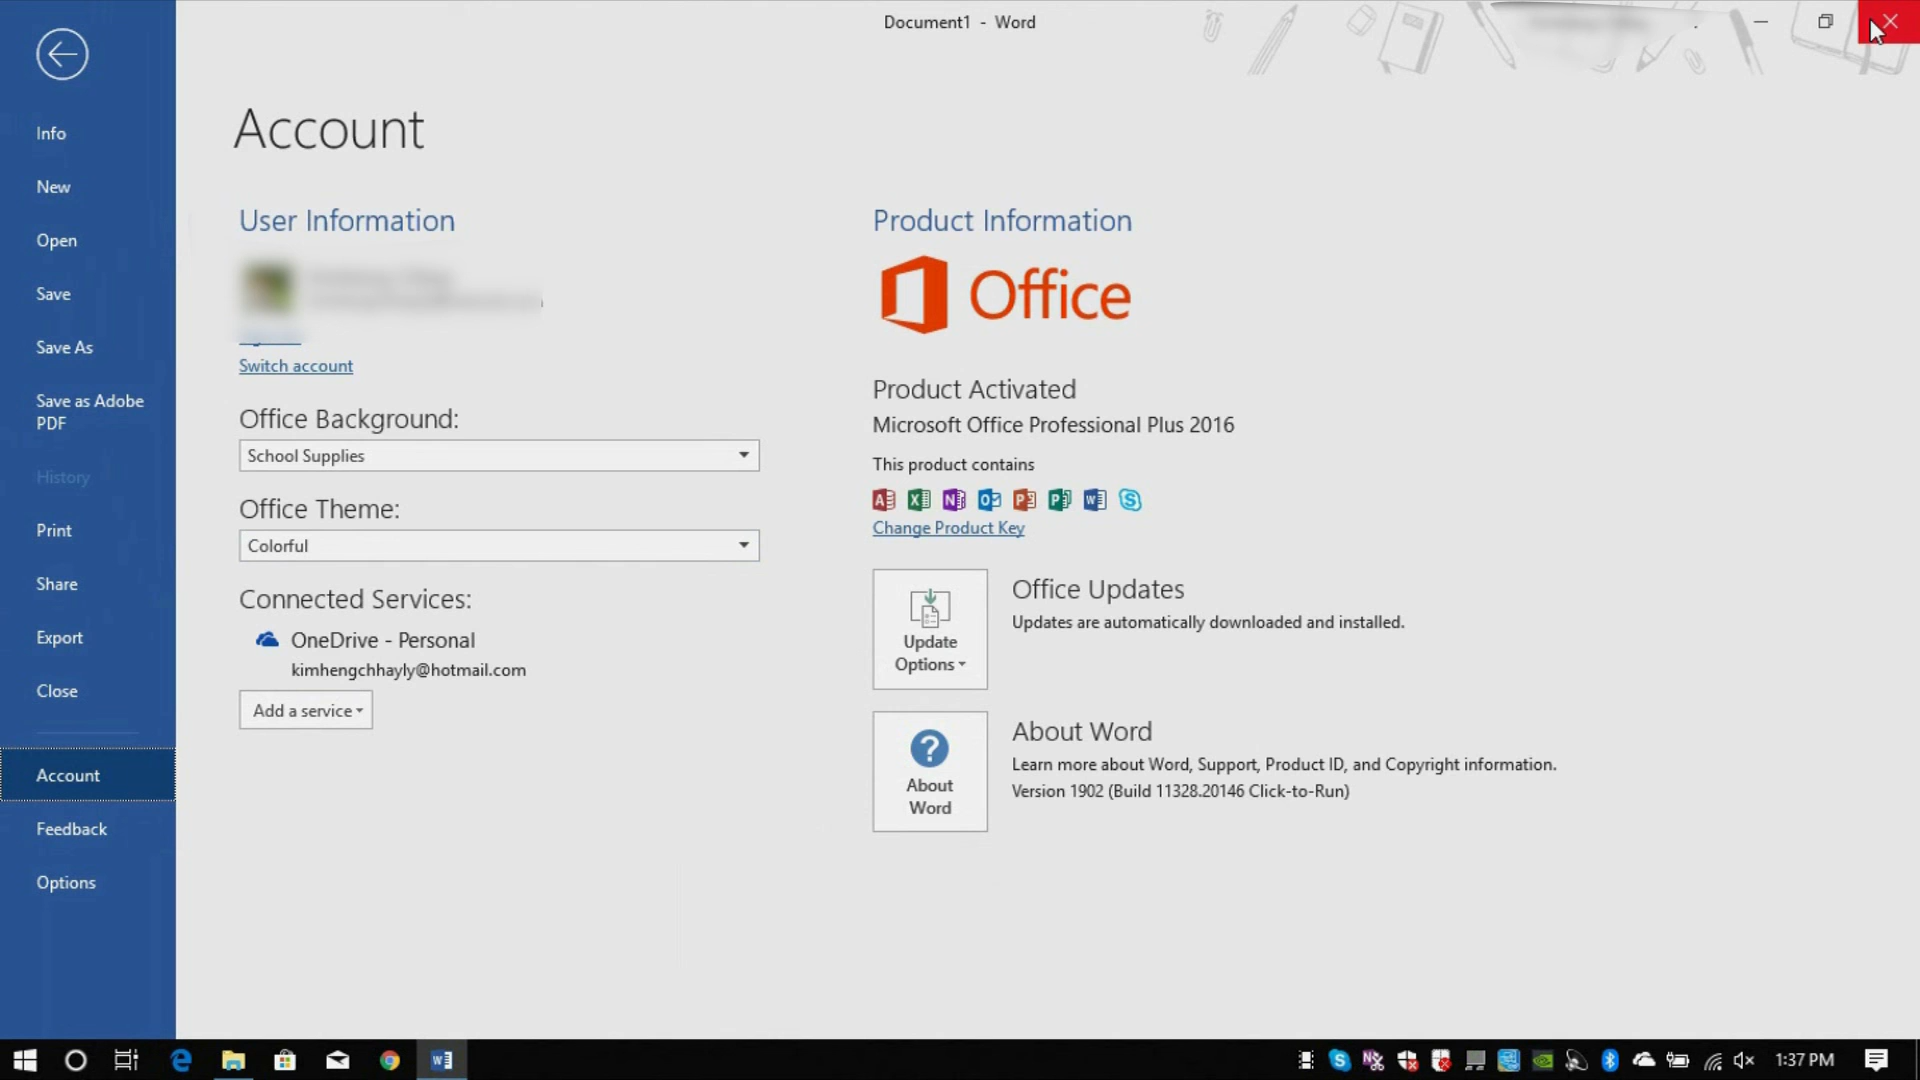 Document1 - Word
Info
New
Open
Save
Save As
Save as Adobe
PDF
History
Print
Share
Export
Close
Account
Feedback
Options
Account
User Information
Switch account
Office Background:
School Supplies
Office Theme:
Colorful
Connected Services:
OneDrive - Personal
kimhengchhayly@hotmail.com
Add a service
Product Information
Office
Product Activated
Microsoft Office Professional Plus 2016
This product contains
Change Product Key
Update
Options
Office Updates
Updates are automatically downloaded and installed.
About
Word
About Word
Learn more about Word, Support, Product ID, and Copyright information.
Version 1902 (Build 11328.20146 Click-to-Run)
1:37 PM